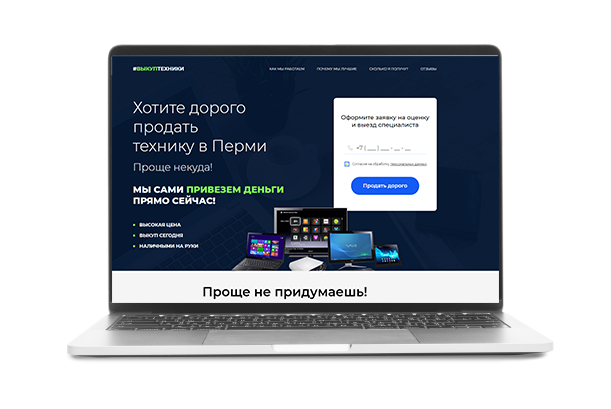 #ВЫКУПТЕХНИКИ
КАК МЫ РАБОТАЕМ ПОЧЕМУ МЫ ЛУЧШИЕ СКОЛЬКО Я ПОЛУЧУ? ОТЗЫВЫ
Хотите дорого
продать
технику в Перми
Проще некуда!
МЫ САМИ ПРИВЕЗЕМ ДЕНЬГИ
ПРЯМО СЕЙЧАС!
ВЫСОКАЯ ЦЕНА
ВЫКУП СЕГОДНЯ
НАЛИЧНЫМИ НА РУКИ
Оформите заявку на оценку
и выезд специалиста
+7 (___) ___ - __ - __
Согласие на обработку персональных данных
Продать дорого
VAIO
Проще не придумаешь!